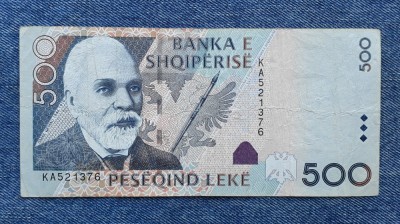 500
BANKA E
SHQIPËRISË
KA521376
500
KA521376
PESËQIND LEKË
500